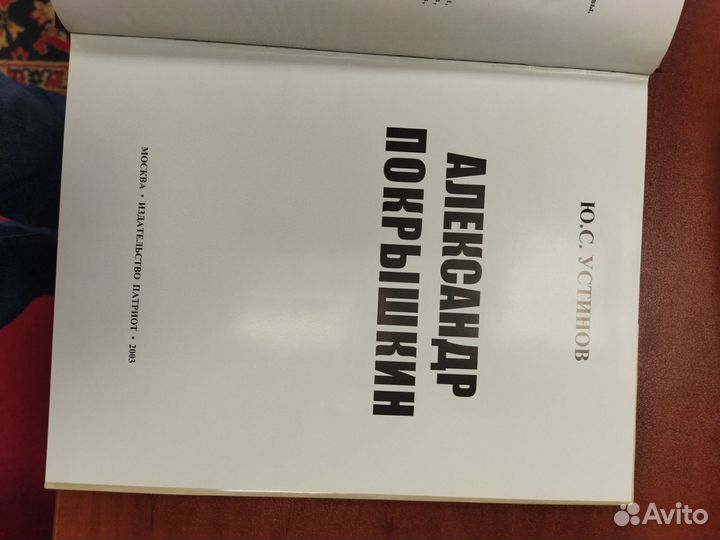 Ю.С. УСТИНОВ
АЛЕКСАНДР
ПОКРЫШКИН
МОСКВА • ИЗДАТЕЛЬСТВО ПАТРИОТ • 2003
Avito